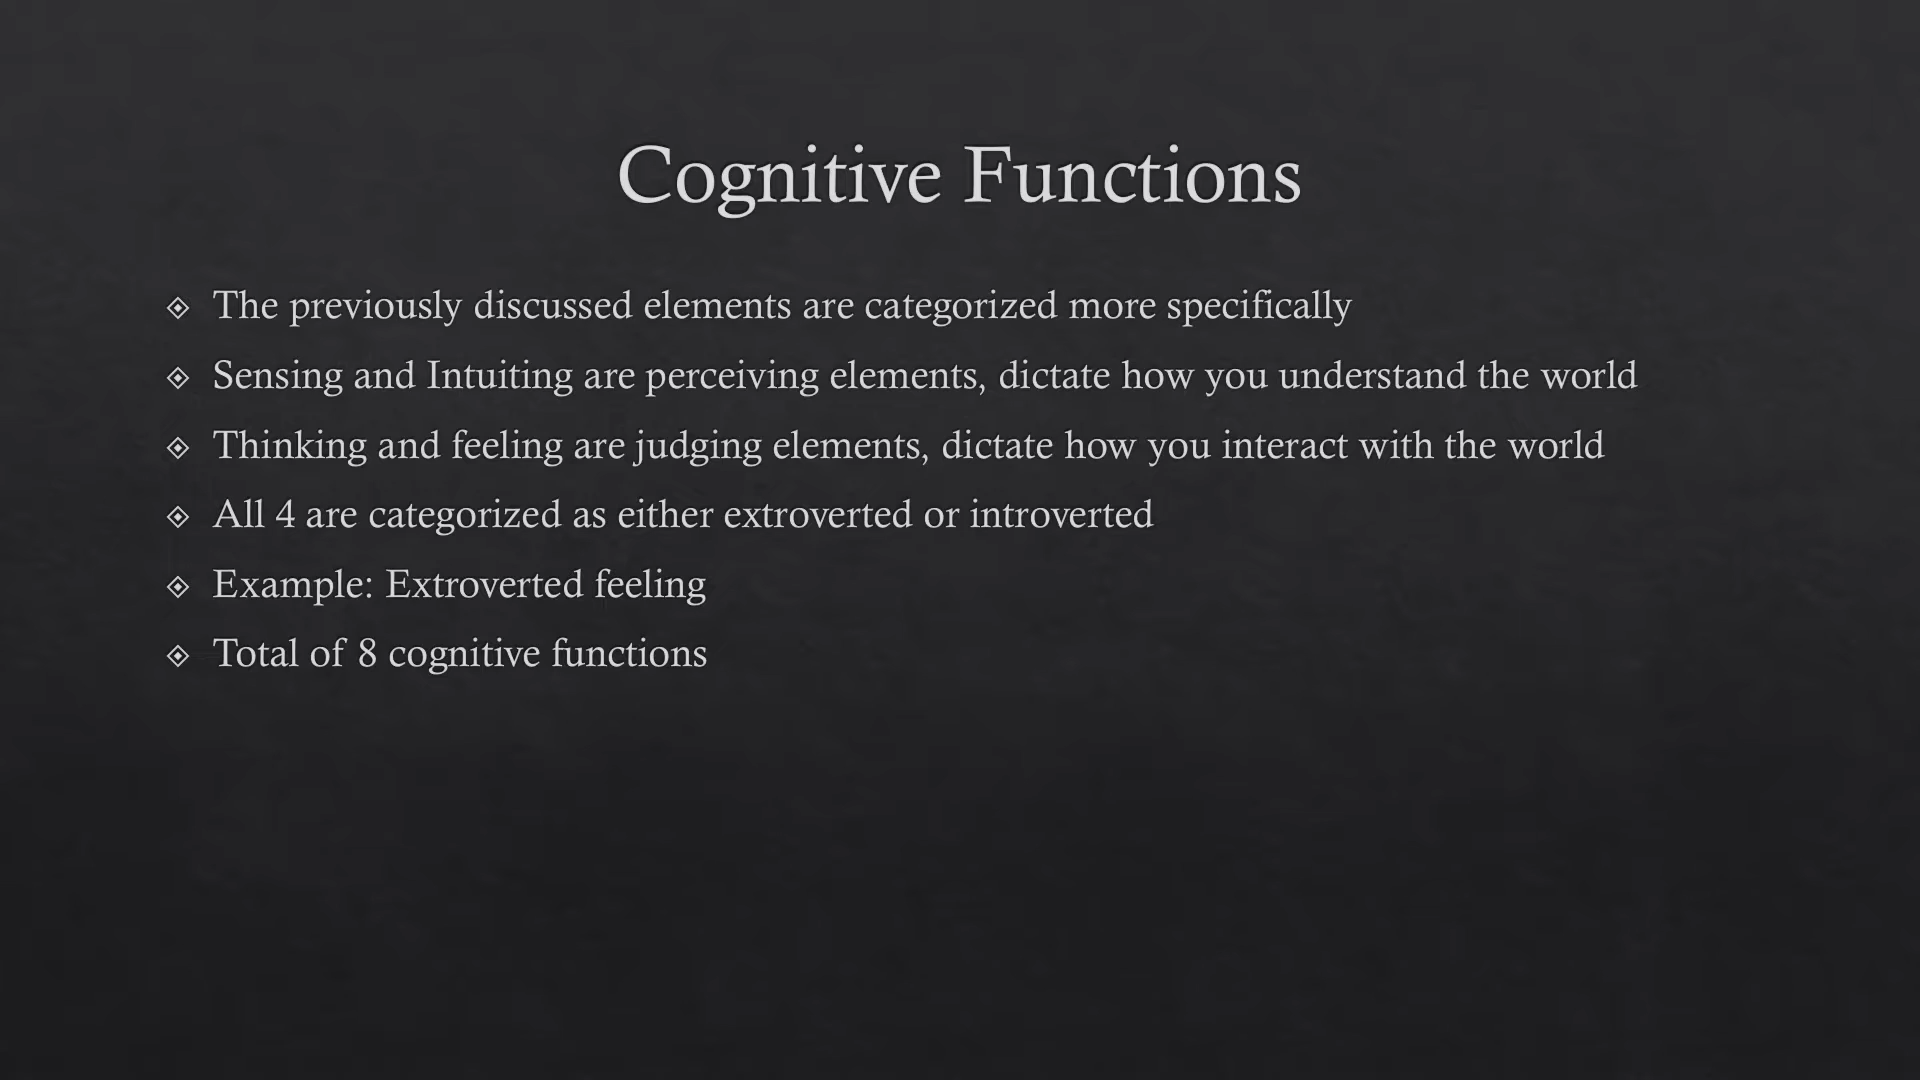 Cognitive Functions
The previously discussed elements are categorized more specifically
Sensing and Intuiting are perceiving elements, dictate how you understand the world
Thinking and feeling are judging elements, dictate how you interact with the world
All 4 are categorized as either extroverted or introverted
Example: Extroverted feeling
Total of 8 cognitive functions